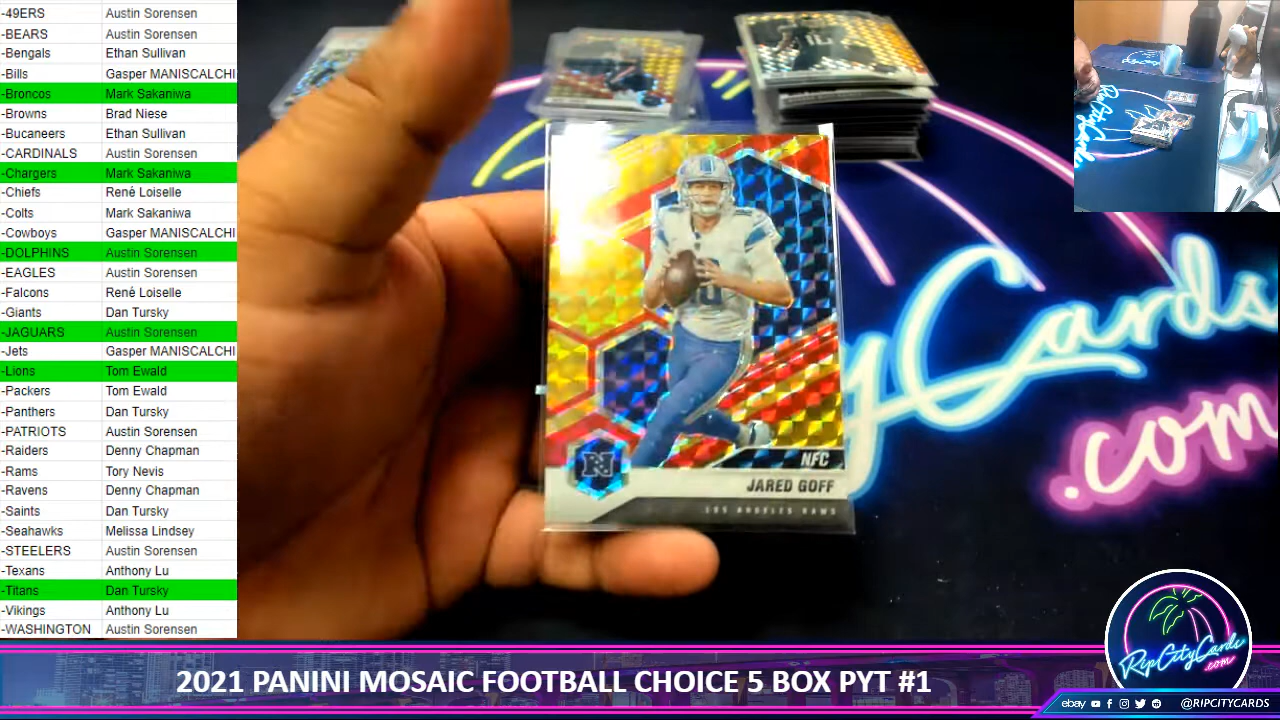 -49ERS Austin Sorensen
-BEARS Austin Sorensen
-Bengals Ethan Sullivan
-Bills Gasper MANISCALCHI
-Broncos Mark Sakaniwa
-Browns Brad Niese
-Bucaneers Ethan Sullivan
-CARDINALS Austin Sorensen
-Chargers Mark Sakaniwa
-Chiefs René Loiselle
-Colts Mark Sakaniwa
-Cowboys Gasper MANISCALCHI
-DOLPHINS Austin Sorensen
-EAGLES Austin Sorensen
-Falcons René Loiselle
-Giants Dan Tursky
-JAGUARS Austin Sorensen
-Jets Gasper MANISCALCHI
-Lions Tom Ewald
-Packers Tom Ewald
-Panthers Dan Tursky
-PATRIOTS Austin Sorensen
-Raiders Denny Chapman
-Rams Tory Nevis
-Ravens Denny Chapman
-Saints Dan Tursky
-Seahawks Melissa Lindsey
-STEELERS Austin Sorensen
-Texans Anthony Lu
-Titans Dan Tursky
-Vikings Anthony Lu
-WASHINGTON Austin Sorensen
NFC
JARED GOFF
LOS ANGELES RAMS
yCards
.com
RipCityCards
.com
2021 PANINI MOSAIC FOOTBALL CHOICE 5 BOX PYT #1
ebay @RIPCITYCARDS